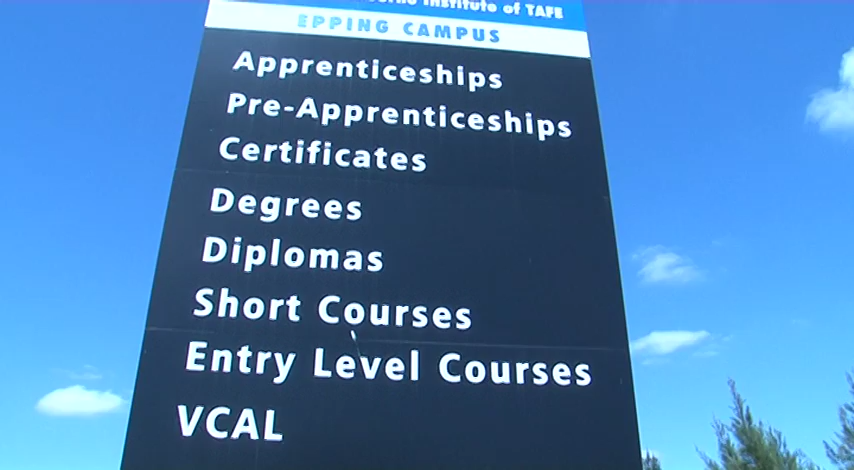 Institute of TAFE
EPPING CAMPUS
Apprenticeships
Pre-Apprenticeships
Certificates
Degrees
Diplomas
Short Courses
Entry Level Courses
VCAL